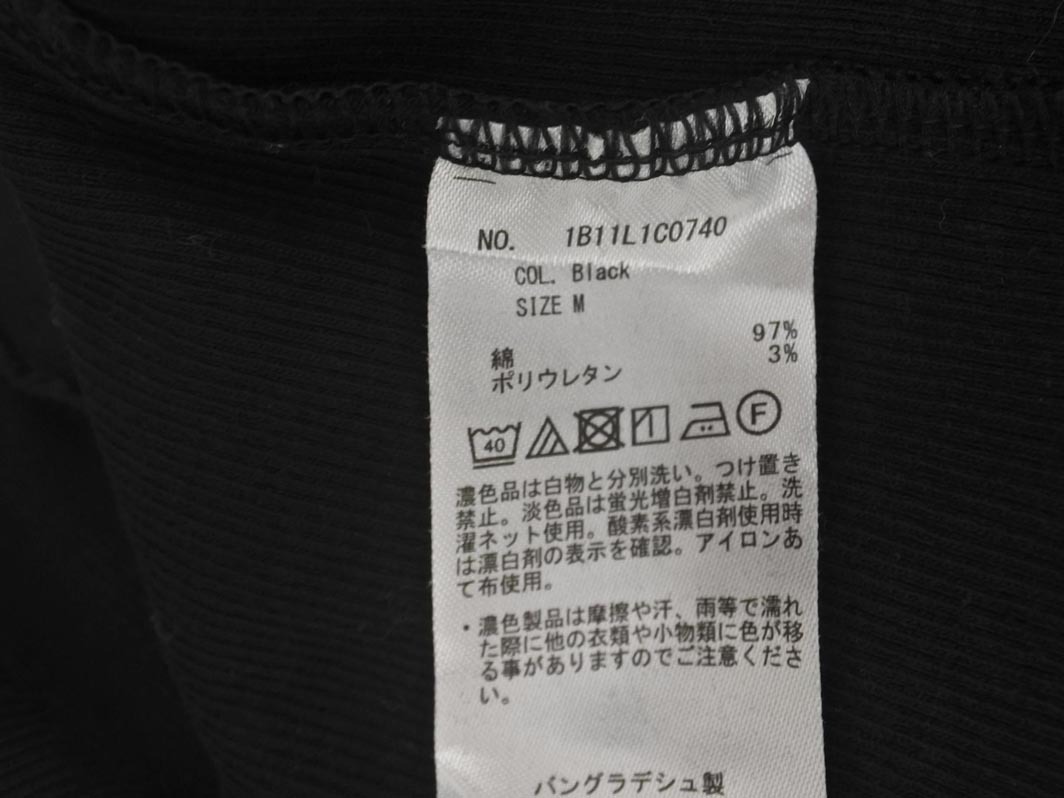 NO. 1B11L1C0740
COL. Black
SIZE M
綿 97%
ポリウレタン 3%
40
F
濃色品は白物と分別洗い。つけ置き
禁止。淡色品は蛍光増白剤禁止。洗
濯ネット使用。酸素系漂白剤使用時
は漂白剤の表示を確認。アイロンあ
て布使用。
・濃色製品は摩擦や汗、雨等で濡れ
た際に他の衣類や小物類に色が移
る事がありますのでご注意くださ
い。
バングラデシュ製